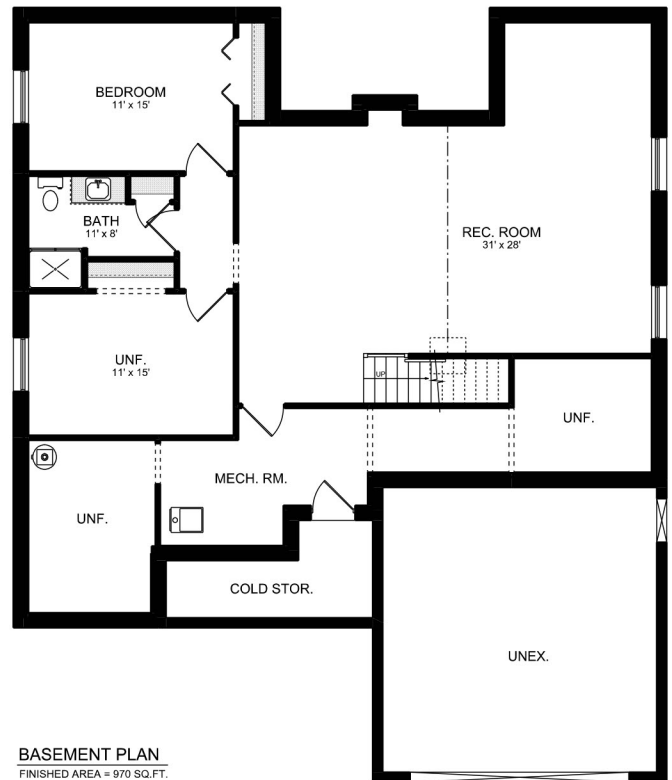 BEDROOM
11' x 15'
BATH
11' x 8'
REC. ROOM
31' x 28'
UNF.
11' x 15'
UP
UNF.
MECH. RM.
UNF.
COLD STOR.
UNEX.
BASEMENT PLAN
FINISHED AREA = 970 SQ.FT.